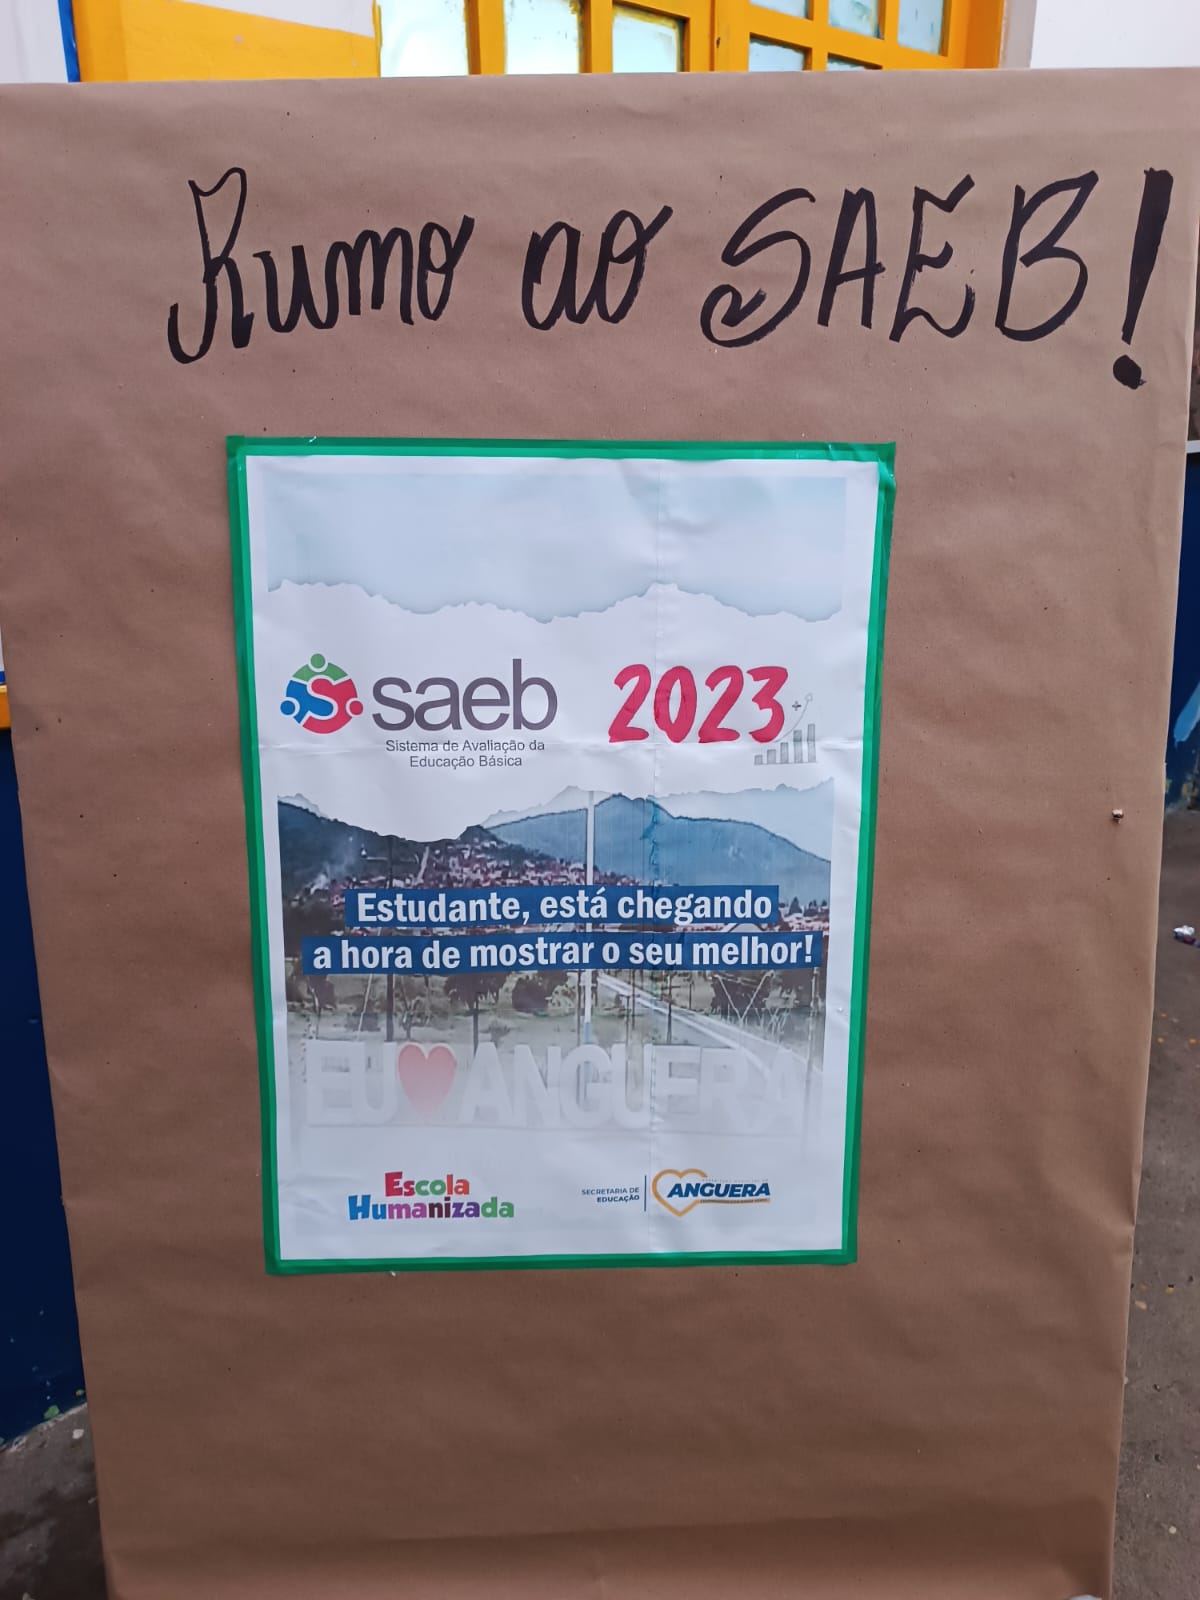 Rumo ao SAEB!
saeb 2023
Sistema de Avaliação da
Educação Básica
Estudante, está chegando
a hora de mostrar o seu melhor!
EU ANGUERA
Escola
Humanizada
SECRETARIA DE
EDUCAÇÃO
ANGUERA